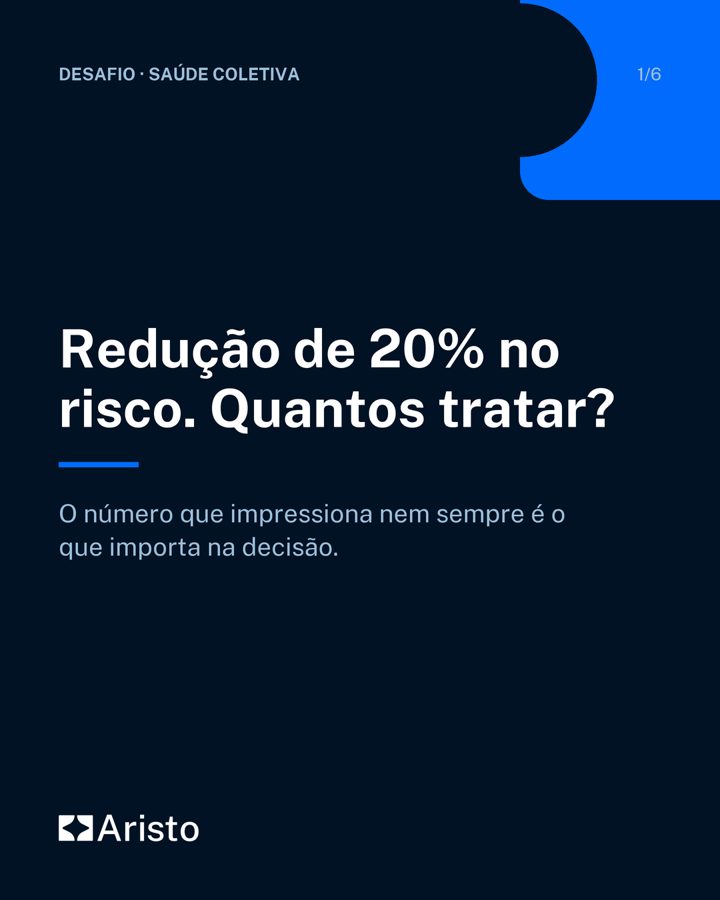 DESAFIO · SAÚDE COLETIVA
1/6
Redução de 20% no
risco. Quantos tratar?
O número que impressiona nem sempre é o
que importa na decisão.
Aristo